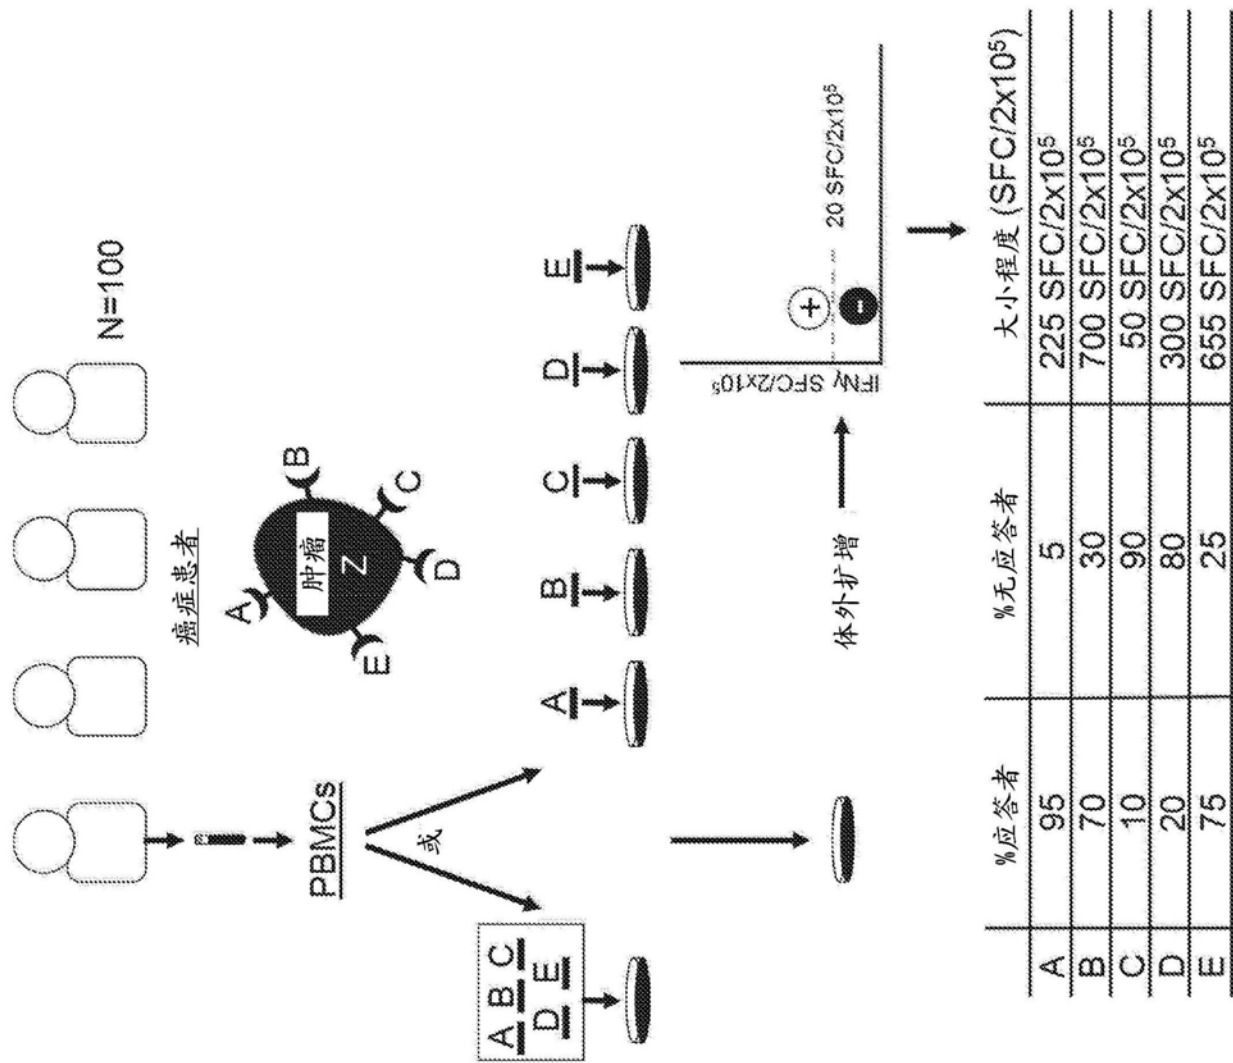 N=100
癌症患者
A
B
肿瘤
Z
C
D
E
PBMCs
或
A B C
D E
A
B
C
D
E
体外扩增
IFNγ SFC/2x10⁵
20 SFC/2x10⁵
+
-
%应答者 %无应答者 大小程度 (SFC/2x10⁵)
A 95 5 225 SFC/2x10⁵
B 70 30 700 SFC/2x10⁵
C 10 90 50 SFC/2x10⁵
D 20 80 300 SFC/2x10⁵
E 75 25 655 SFC/2x10⁵